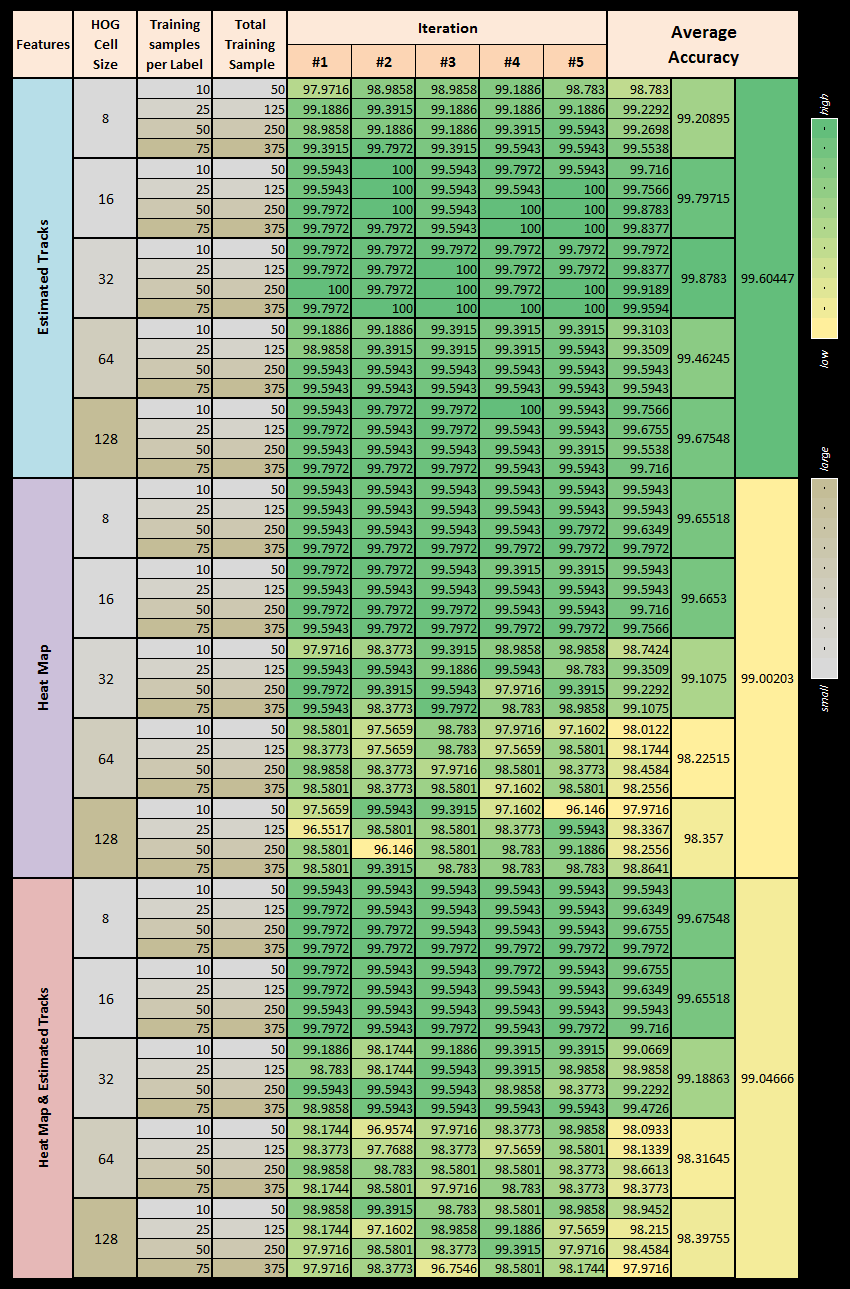 Features HOG Cell Size Training samples per Label Total Training Sample Iteration Average Accuracy
#1 #2 #3 #4 #5
Estimated Tracks
8 10 50 97.9716 98.9858 98.9858 99.1886 98.783 98.783 99.20895 99.60447
25 125 99.1886 99.3915 99.1886 99.1886 99.1886 99.2292
50 250 98.9858 99.1886 99.1886 99.3915 99.5943 99.2698
75 375 99.3915 99.7972 99.3915 99.5943 99.5943 99.5538
16 10 50 99.5943 100 99.5943 99.7972 99.5943 99.716 99.79715
25 125 99.5943 100 99.5943 99.5943 100 99.7566
50 250 99.7972 100 99.5943 100 100 99.8783
75 375 99.7972 99.7972 99.5943 100 100 99.8377
32 10 50 99.7972 99.7972 99.7972 99.7972 99.7972 99.7972 99.8783
25 125 99.7972 99.7972 100 99.7972 99.7972 99.8377
50 250 100 99.7972 100 99.7972 100 99.9189
75 375 99.7972 100 100 100 100 99.9594
64 10 50 99.1886 99.1886 99.3915 99.3915 99.3915 99.3103 99.46245
25 125 98.9858 99.3915 99.3915 99.3915 99.5943 99.3509
50 250 99.5943 99.5943 99.5943 99.5943 99.5943 99.5943
75 375 99.5943 99.5943 99.5943 99.5943 99.5943 99.5943
128 10 50 99.5943 99.7972 99.7972 100 99.5943 99.7566 99.67548
25 125 99.7972 99.5943 99.7972 99.5943 99.5943 99.6755
50 250 99.5943 99.5943 99.5943 99.5943 99.3915 99.5538
75 375 99.7972 99.7972 99.7972 99.5943 99.5943 99.716
Heat Map
8 10 50 99.5943 99.5943 99.5943 99.5943 99.5943 99.5943 99.65518 99.00203
25 125 99.5943 99.5943 99.5943 99.5943 99.5943 99.5943
50 250 99.5943 99.5943 99.5943 99.5943 99.7972 99.6349
75 375 99.7972 99.7972 99.7972 99.7972 99.7972 99.7972
16 10 50 99.7972 99.7972 99.5943 99.3915 99.3915 99.5943 99.6653
25 125 99.5943 99.5943 99.5943 99.5943 99.5943 99.5943
50 250 99.7972 99.7972 99.7972 99.5943 99.5943 99.716
75 375 99.5943 99.7972 99.7972 99.7972 99.7972 99.7566
32 10 50 97.9716 98.3773 99.3915 98.9858 98.9858 98.7424 99.1075
25 125 99.5943 99.5943 99.1886 99.5943 98.783 99.3509
50 250 99.7972 99.3915 99.5943 97.9716 99.3915 99.2292
75 375 99.5943 98.3773 99.7972 98.783 98.9858 99.1075
64 10 50 98.5801 97.5659 98.783 97.9716 97.1602 98.0122 98.22515
25 125 98.3773 97.5659 98.783 97.5659 98.5801 98.1744
50 250 98.9858 98.3773 97.9716 98.5801 98.3773 98.4584
75 375 98.5801 98.3773 98.5801 97.1602 98.5801 98.2556
128 10 50 97.5659 99.5943 99.3915 97.1602 96.146 97.9716 98.357
25 125 96.5517 98.5801 98.5801 98.3773 99.5943 98.3367
50 250 98.5801 96.146 98.5801 98.783 99.1886 98.2556
75 375 98.5801 99.3915 98.783 98.783 98.783 98.8641
Heat Map & Estimated Tracks
8 10 50 99.5943 99.5943 99.5943 99.5943 99.5943 99.5943 99.67548 99.04666
25 125 99.7972 99.5943 99.5943 99.5943 99.5943 99.6349
50 250 99.7972 99.5943 99.5943 99.5943 99.7972 99.6755
75 375 99.7972 99.7972 99.7972 99.7972 99.7972 99.7972
16 10 50 99.7972 99.5943 99.5943 99.7972 99.5943 99.6755 99.65518
25 125 99.7972 99.5943 99.5943 99.5943 99.5943 99.6349
50 250 99.5943 99.5943 99.5943 99.5943 99.5943 99.5943
75 375 99.7972 99.5943 99.7972 99.5943 99.7972 99.716
32 10 50 99.1886 98.1744 99.1886 99.3915 99.3915 99.0669 99.18863
25 125 98.783 98.1744 99.5943 99.3915 98.9858 98.9858
50 250 99.5943 99.5943 99.5943 98.9858 98.3773 99.2292
75 375 98.9858 99.5943 99.5943 99.5943 99.5943 99.4726
64 10 50 98.1744 96.9574 97.9716 98.3773 98.9858 98.0933 98.31645
25 125 98.3773 97.7688 98.3773 97.5659 98.5801 98.1339
50 250 98.9858 98.783 98.5801 98.5801 98.3773 98.6613
75 375 98.1744 98.5801 97.9716 98.783 98.3773 98.3773
128 10 50 98.9858 99.3915 98.783 98.5801 98.9858 98.9452 98.39755
25 125 98.1744 97.1602 98.9858 99.1886 97.5659 98.215
50 250 97.9716 98.5801 98.3773 99.3915 97.9716 98.4584
75 375 97.9716 98.3773 96.7546 98.5801 98.1744 97.9716
high
low
large
small